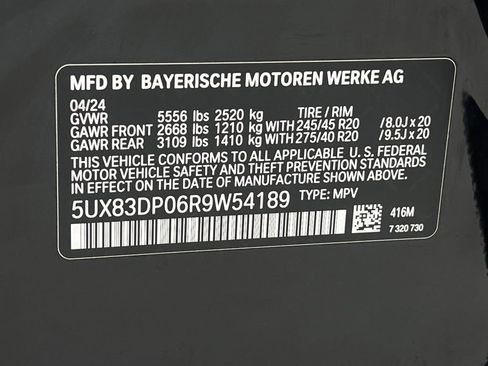 MFD BY BAYERISCHE MOTOREN WERKE AG
04/24
GVWR 5556 lbs 2520 kg TIRE / RIM
GAWR FRONT 2668 lbs 1210 kg WITH 245/45 R20 /8.0J x 20
GAWR REAR 3109 lbs 1410 kg WITH 275/40 R20 /9.5J x 20
THIS VEHICLE CONFORMS TO ALL APPLICABLE U.S. FEDERAL
MOTOR VEHICLE SAFETY AND THEFT PREVENTION STANDARDS
IN EFFECT ON THE DATE OF MANUFACTURE SHOWN ABOVE.
5UX83DP06R9W54189 TYPE: MPV
416M
7 320 730